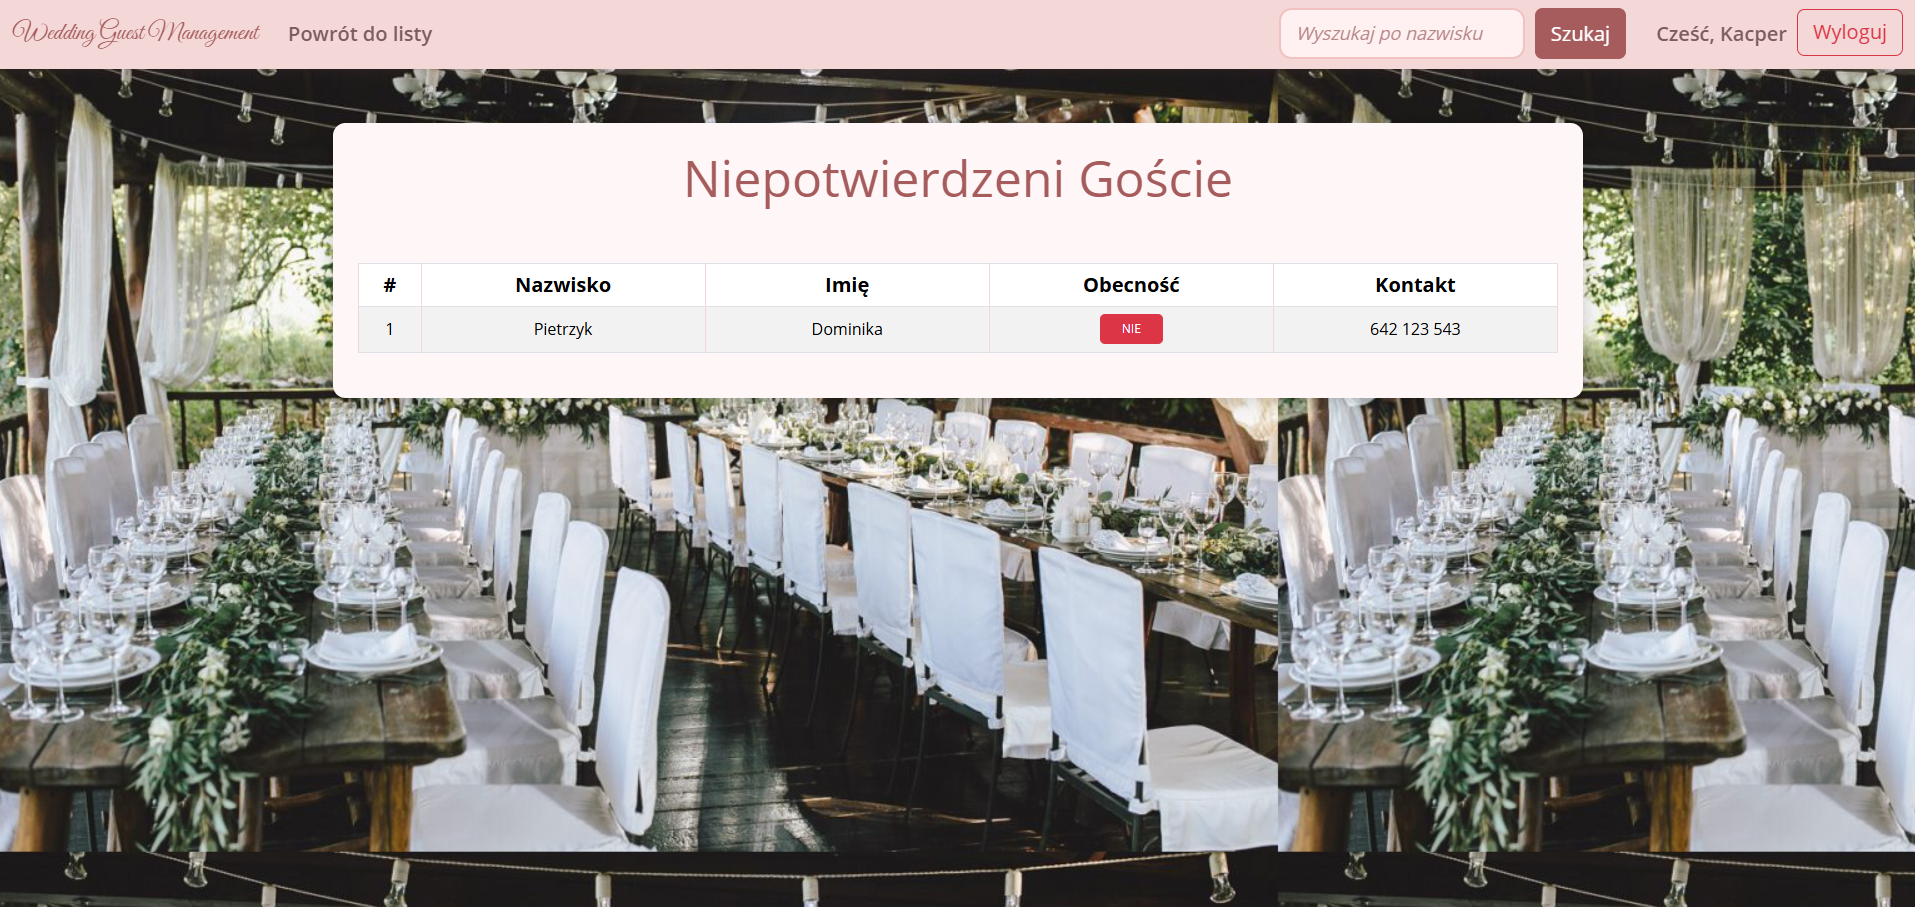 Wedding Guest Management Powrót do listy Wyszukaj po nazwisku Szukaj Cześć, Kacper Wyloguj
Niepotwierdzeni Goście
# Nazwisko Imię Obecność Kontakt
1 Pietrzyk Dominika NIE 642 123 543